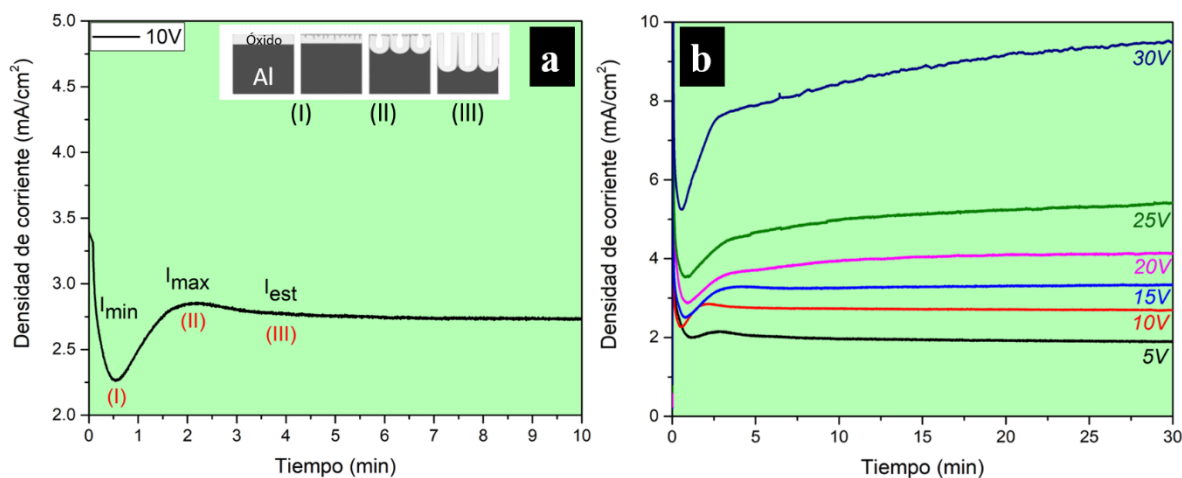 10V
Óxido
Al
(I)
(II)
(III)
a
Densidad de corriente (mA/cm²)
5.0
4.5
4.0
3.5
3.0
2.5
2.0
I_min
(I)
I_max
(II)
I_est
(III)
0 1 2 3 4 5 6 7 8 9 10
Tiempo (min)
b
Densidad de corriente (mA/cm²)
10
8
6
4
2
0
30V
25V
20V
15V
10V
5V
0 5 10 15 20 25 30
Tiempo (min)